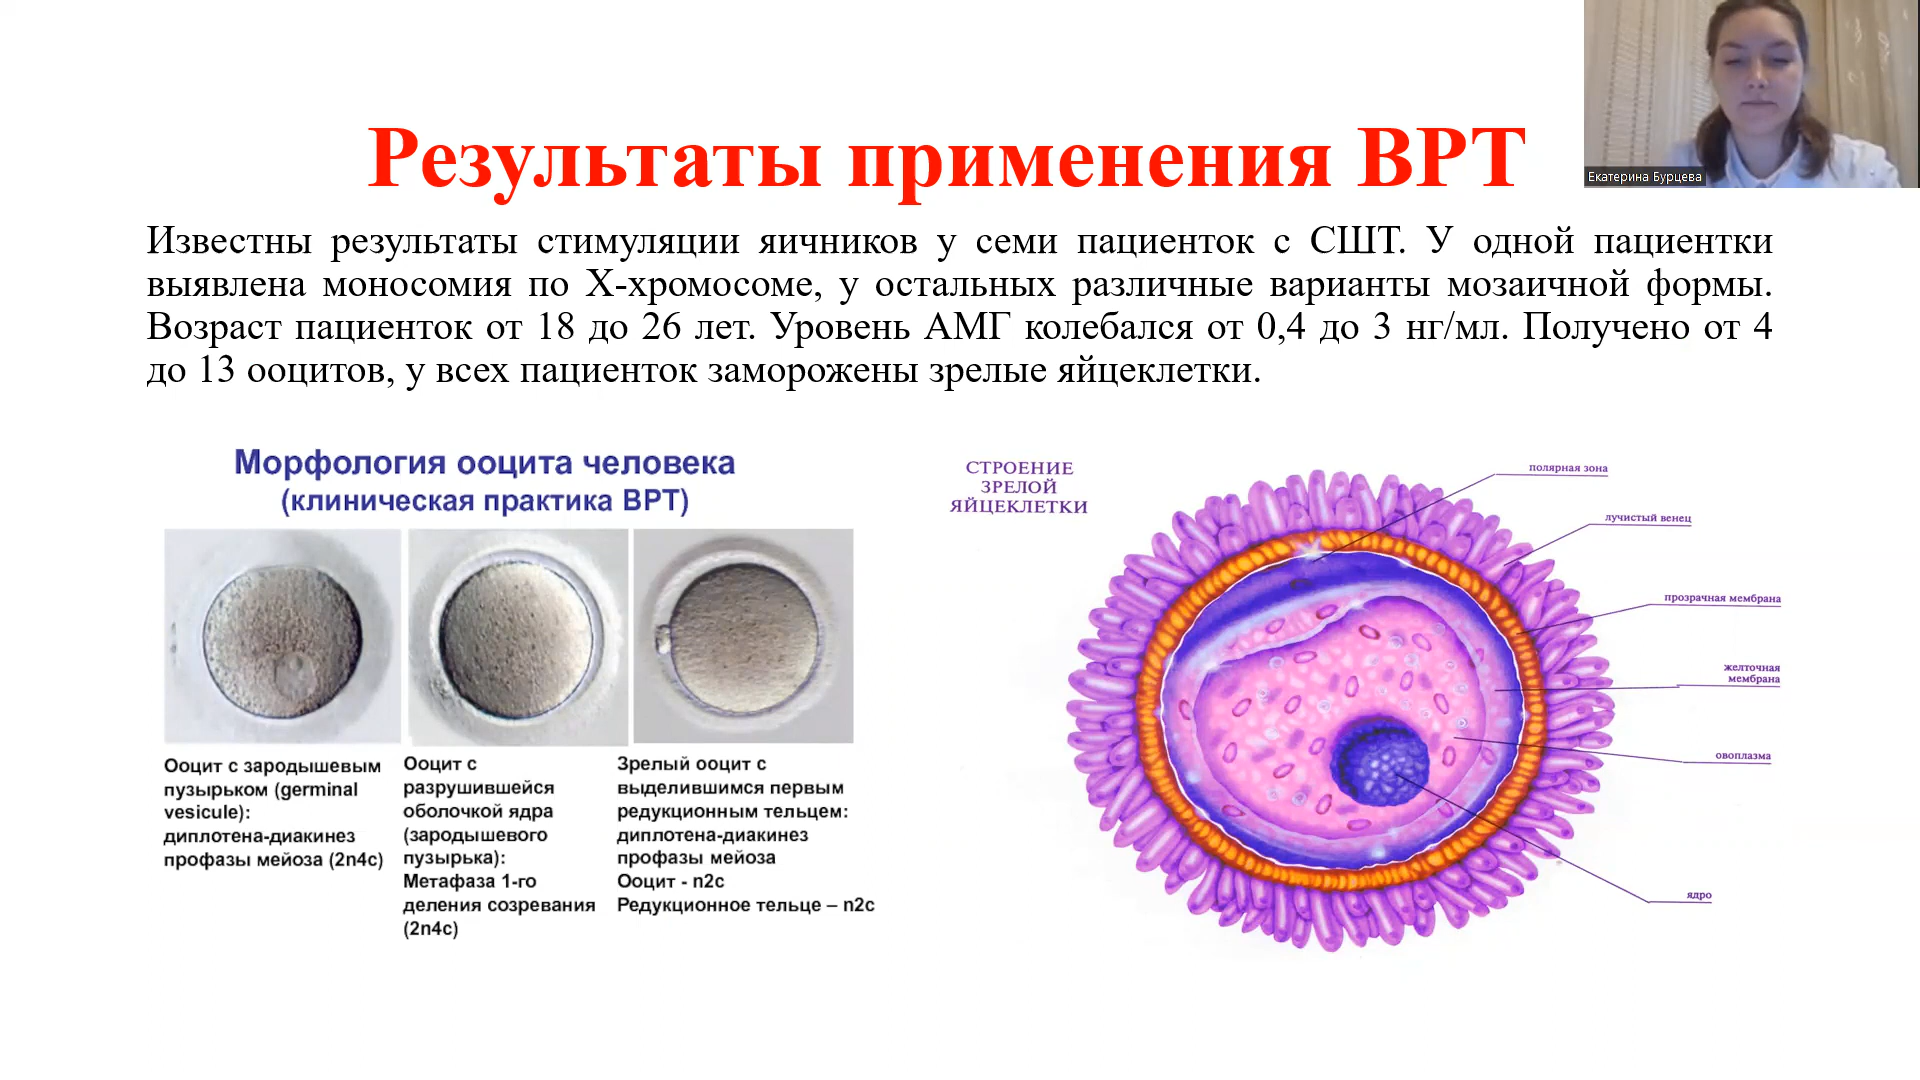 Результаты применения ВРТ
Екатерина Бурцева
Известны результаты стимуляции яичников у семи пациенток с СШТ. У одной пациентки
выявлена моносомия по Х-хромосоме, у остальных различные варианты мозаичной формы.
Возраст пациенток от 18 до 26 лет. Уровень АМГ колебался от 0,4 до 3 нг/мл. Получено от 4
до 13 ооцитов, у всех пациенток заморожены зрелые яйцеклетки.
Морфология ооцита человека
(клиническая практика ВРТ)
Ооцит с зародышевым
пузырьком (germinal
vesicule):
диплотена-диакинез
профазы мейоза (2n4c)
Ооцит с
разрушившейся
оболочкой ядра
(зародышевого
пузырька):
Метафаза 1-го
деления созревания
(2n4c)
Зрелый ооцит с
выделившимся первым
редукционным тельцем:
диплотена-диакинез
профазы мейоза
Ооцит - n2c
Редукционное тельце – n2c
СТРОЕНИЕ
ЗРЕЛОЙ
ЯЙЦЕКЛЕТКИ
полярная зона
лучистый венец
прозрачная мембрана
желточная
мембрана
овоплазма
ядро